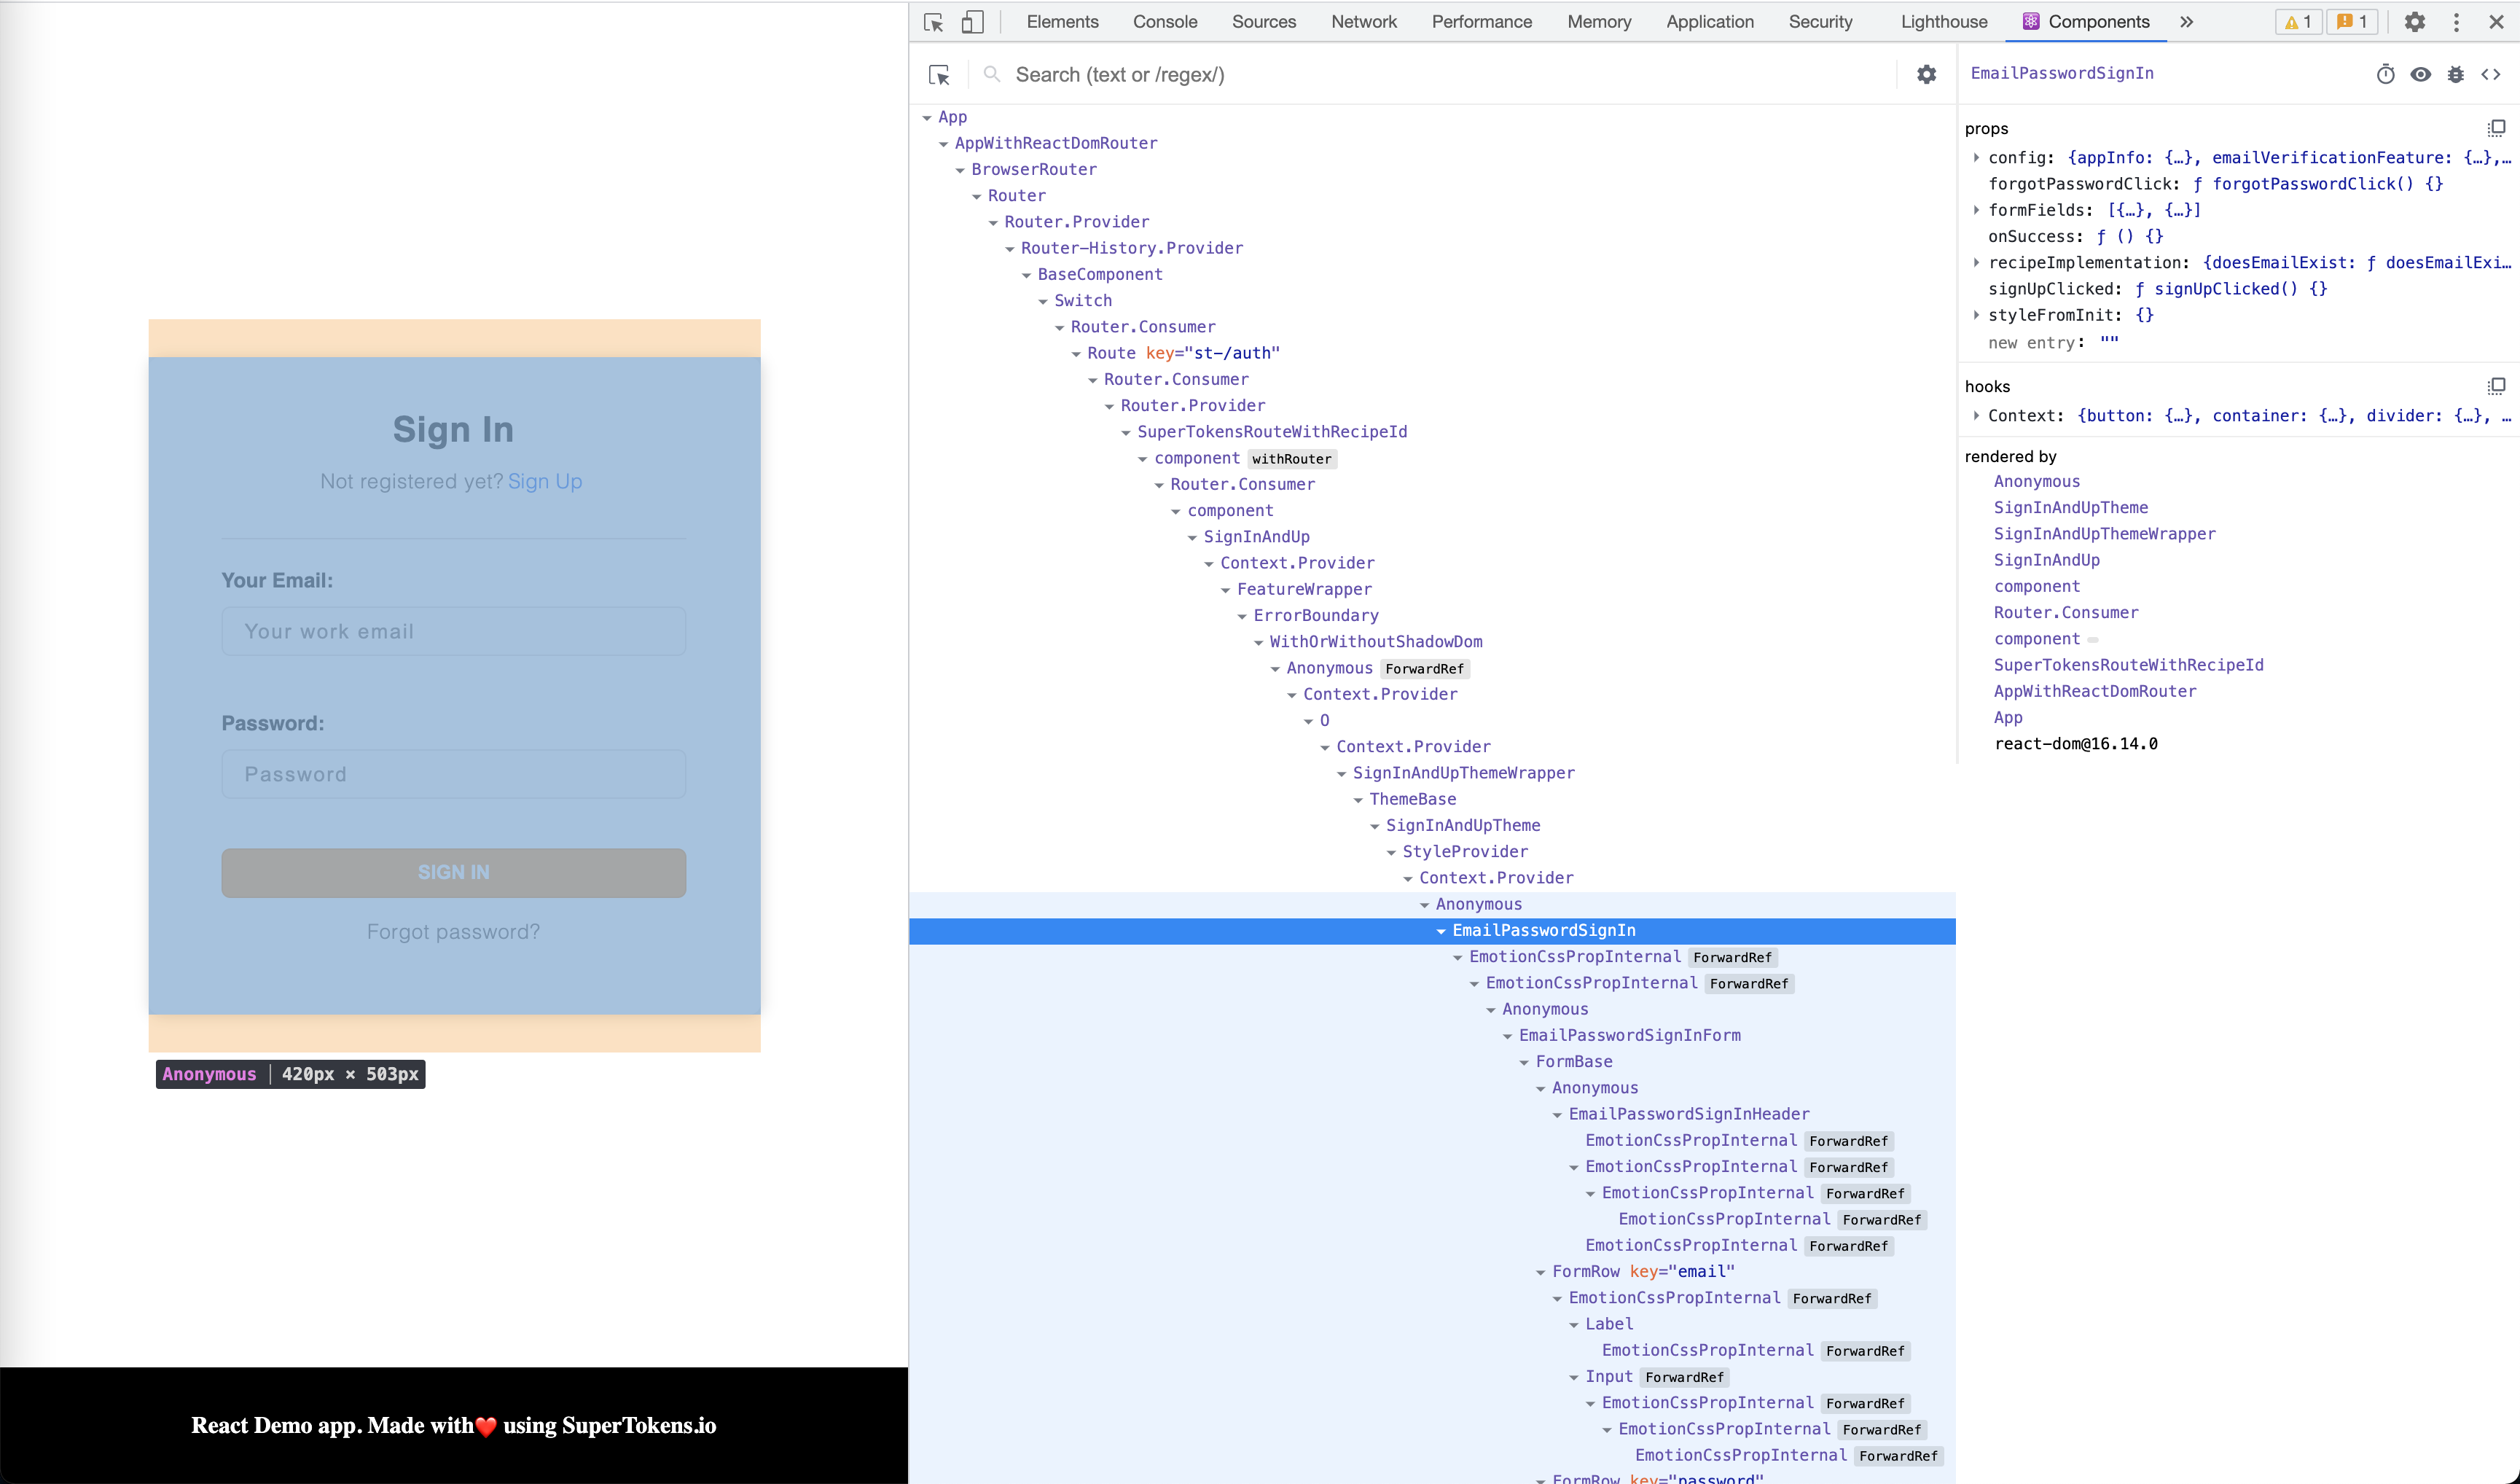 Elements Console Sources Network Performance Memory Application Security Lighthouse Components » 1 1
Search (text or /regex/)
App
AppWithReactDomRouter
BrowserRouter
Router
Router.Provider
Router-History.Provider
BaseComponent
Switch
Router.Consumer
Route key="st-/auth"
Router.Consumer
Router.Provider
SuperTokensRouteWithRecipeId
component withRouter
Router.Consumer
component
SignInAndUp
Context.Provider
FeatureWrapper
ErrorBoundary
WithOrWithoutShadowDom
Anonymous ForwardRef
Context.Provider
O
Context.Provider
SignInAndUpThemeWrapper
ThemeBase
SignInAndUpTheme
StyleProvider
Context.Provider
Anonymous
EmailPasswordSignIn
EmotionCssPropInternal ForwardRef
EmotionCssPropInternal ForwardRef
Anonymous
EmailPasswordSignInForm
FormBase
Anonymous
EmailPasswordSignInHeader
EmotionCssPropInternal ForwardRef
EmotionCssPropInternal ForwardRef
EmotionCssPropInternal ForwardRef
EmotionCssPropInternal ForwardRef
EmotionCssPropInternal ForwardRef
FormRow key="email"
EmotionCssPropInternal ForwardRef
Label
EmotionCssPropInternal ForwardRef
Input ForwardRef
EmotionCssPropInternal ForwardRef
EmotionCssPropInternal ForwardRef
EmotionCssPropInternal ForwardRef
FormRow key="password"
EmailPasswordSignIn
props
config: {appInfo: {…}, emailVerificationFeature: {…},…
forgotPasswordClick: ƒ forgotPasswordClick() {}
formFields: [{…}, {…}]
onSuccess: ƒ () {}
recipeImplementation: {doesEmailExist: ƒ doesEmailExi…
signUpClicked: ƒ signUpClicked() {}
styleFromInit: {}
new entry: ""
hooks
Context: {button: {…}, container: {…}, divider: {…}, …
rendered by
Anonymous
SignInAndUpTheme
SignInAndUpThemeWrapper
SignInAndUp
component
Router.Consumer
component
SuperTokensRouteWithRecipeId
AppWithReactDomRouter
App
react-dom@16.14.0
Sign In
Not registered yet? Sign Up
Your Email:
Your work email
Password:
Password
SIGN IN
Forgot password?
Anonymous | 420px × 503px
React Demo app. Made with❤️ using SuperTokens.io